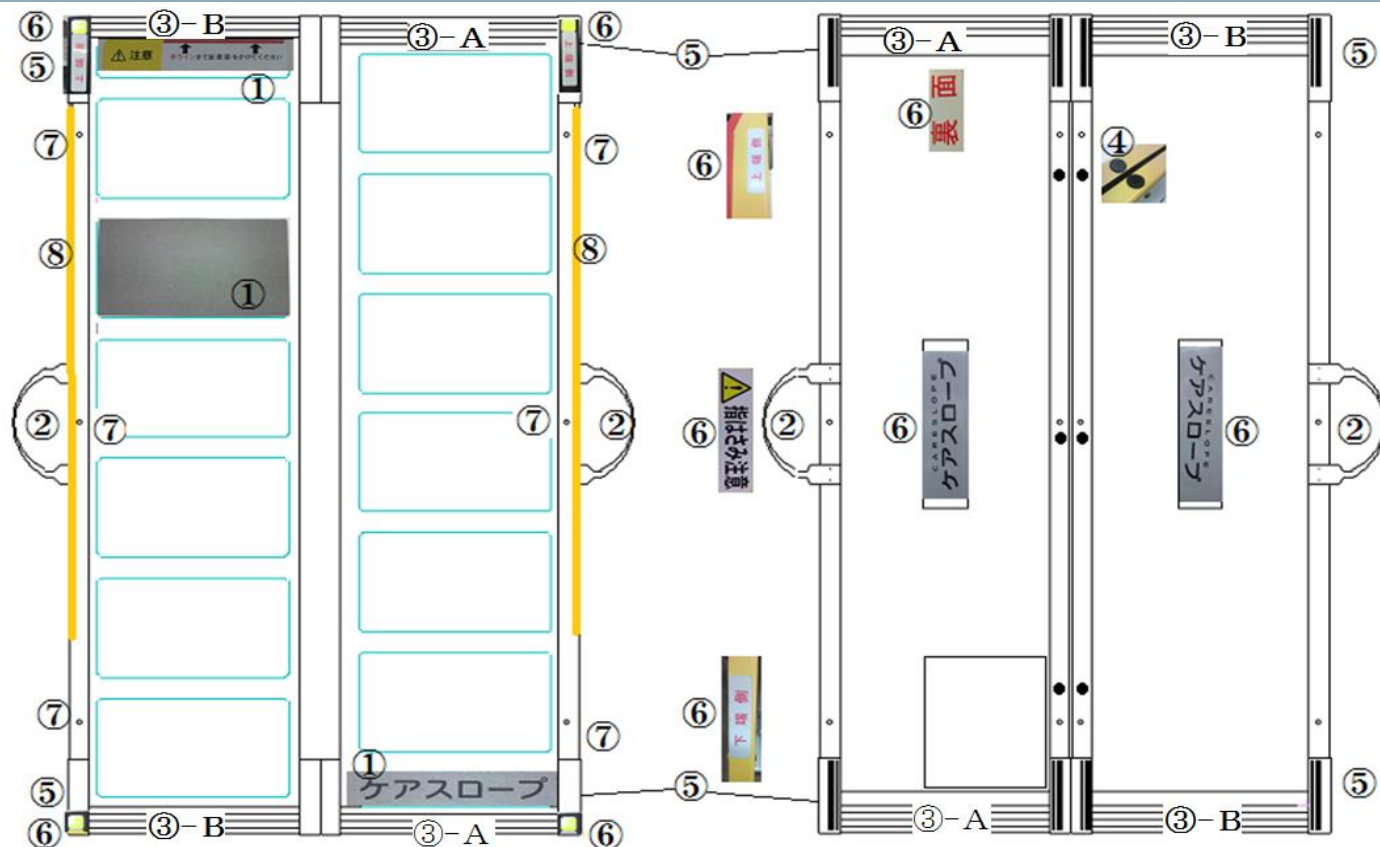 ⑥
③-B
③-A
⑥
⑤
③-A
③-B
⑤
⑤
⚠注意
①
⑥
裏面
⑥
④
⑦
⑦
⑧
①
⑧
②
⑦
⑦
②
⑥
⚠指はさみ注意
②
⑥
ケアスロープ
CARESLOPE
ケアスロープ
CARESLOPE
⑥
②
⑦
⑦
⑥
①
ケアスロープ
⑤
⑤
⑤
⑥
③-B
③-A
⑥
③-A
③-B